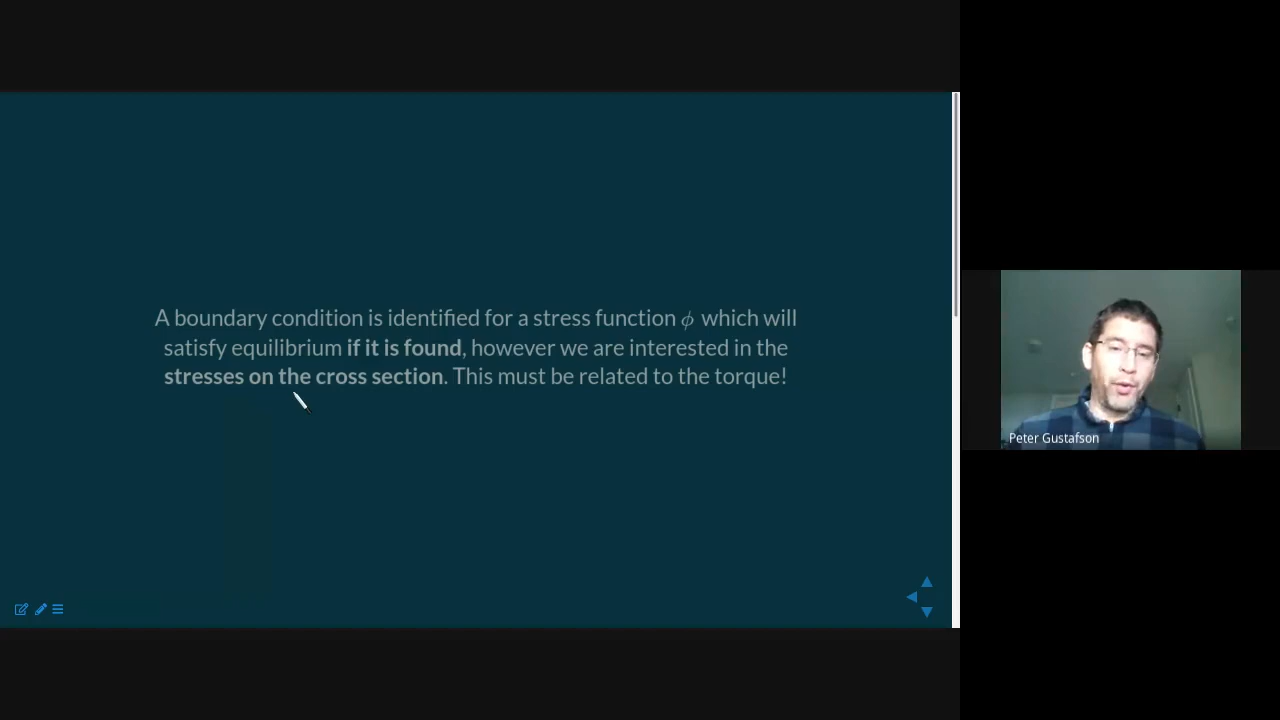 A boundary condition is identified for a stress function ϕ which will
satisfy equilibrium if it is found, however we are interested in the
stresses on the cross section. This must be related to the torque!
Peter Gustafson